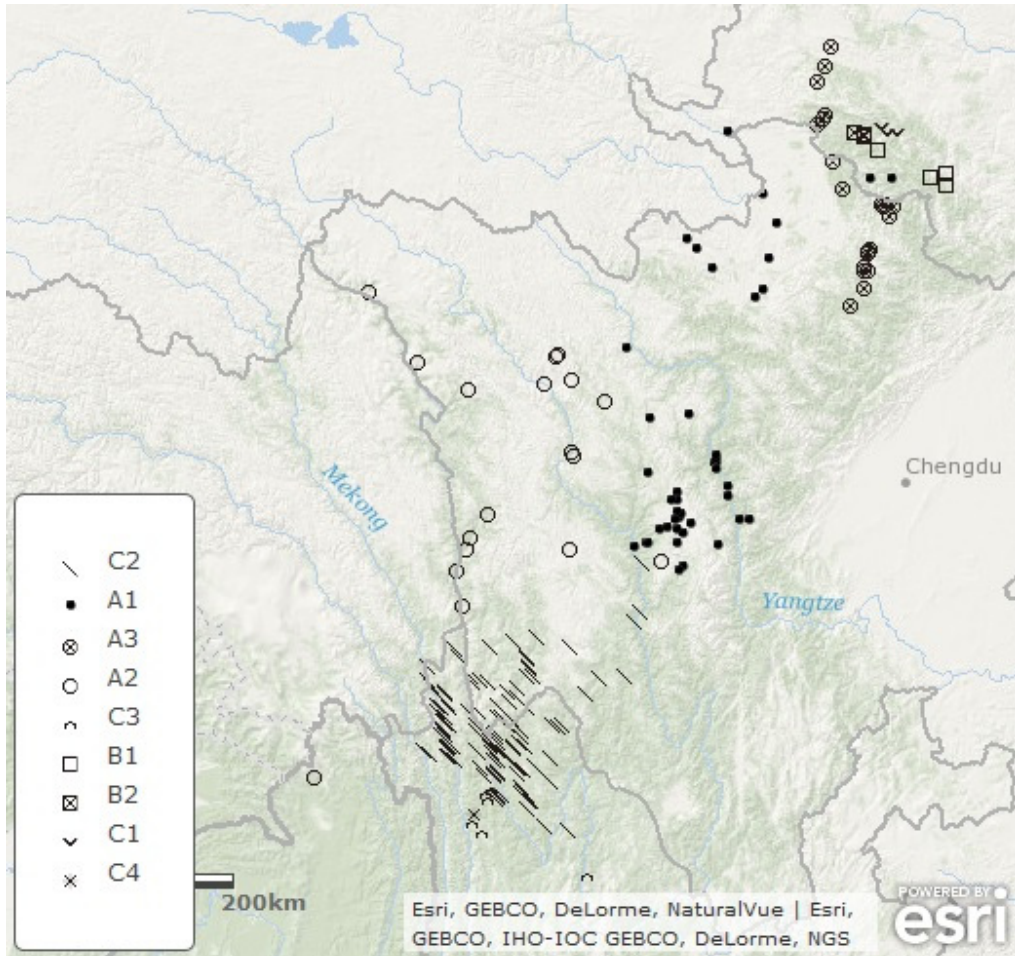 Chengdu
Mekong
Yangtze
C2
A1
A3
A2
C3
B1
B2
C1
C4
200km
Esri, GEBCO, DeLorme, NaturalVue | Esri,
GEBCO, IHO-IOC GEBCO, DeLorme, NGS
POWERED BY
esri